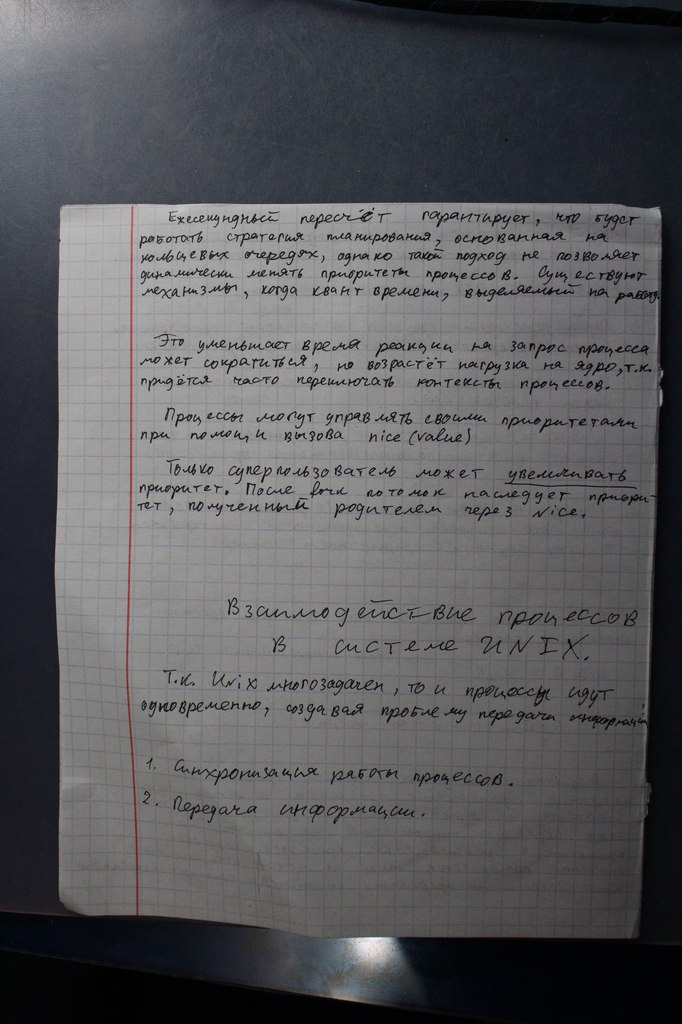 Ежесекундный пересчёт гарантирует, что будет
работать стратегия планирования, основанная на
кольцевых очередях, однако такой подход не позволяет
динамически менять приоритеты процессов. Существуют
механизмы, когда квант времени, выделяемый на работу
Это уменьшает время реакции на запрос процесса
может сократиться, но возрастёт нагрузка на ядро, т.к.
придётся часто переключать контексты процессов.
Процессы могут управлять своими приоритетами
при помощи вызова nice (value)
Только суперпользователь может увеличивать
приоритет. После fork потомок наследует приори-
тет, полученный родителем через Nice.
Взаимодействие процессов
в системе UNIX.
Т.к. Unix многозадачен, то и процессы идут
одновременно, создавая проблему передачи информации
1. Синхронизация работы процессов.
2. Передача информации.